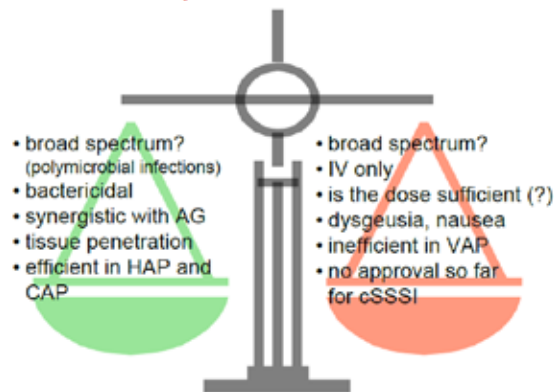 • broad spectrum?
(polymicrobial infections)
• bactericidal
• synergistic with AG
• tissue penetration
• efficient in HAP and
CAP
• broad spectrum?
• IV only
• is the dose sufficient (?)
• dysgeusia, nausea
• inefficient in VAP
• no approval so far
for cSSSI